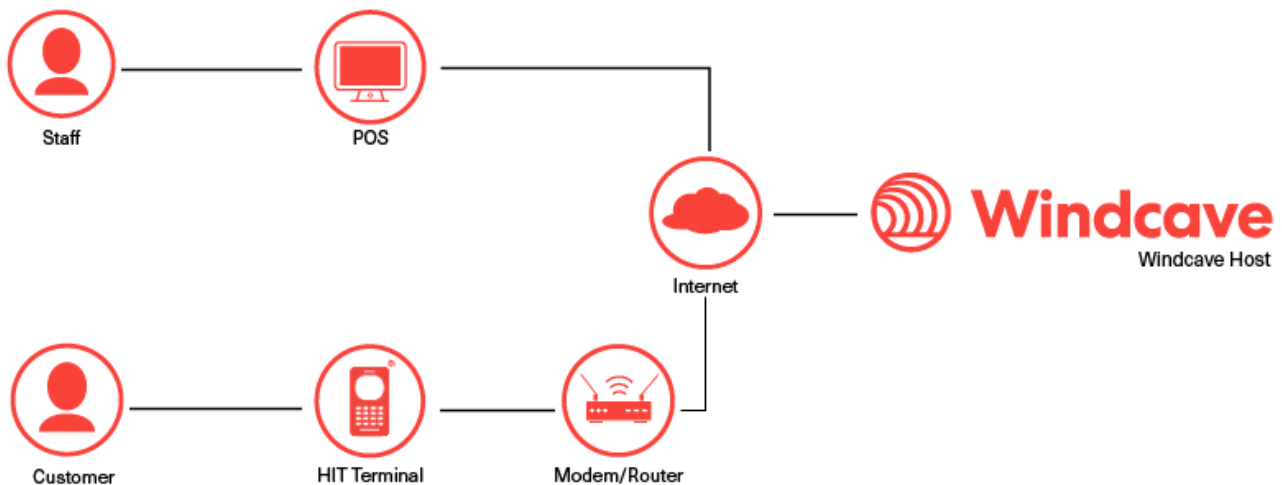 Staff
POS
Windcave
Windcave Host
Internet
Customer
HIT Terminal
Modem/Router